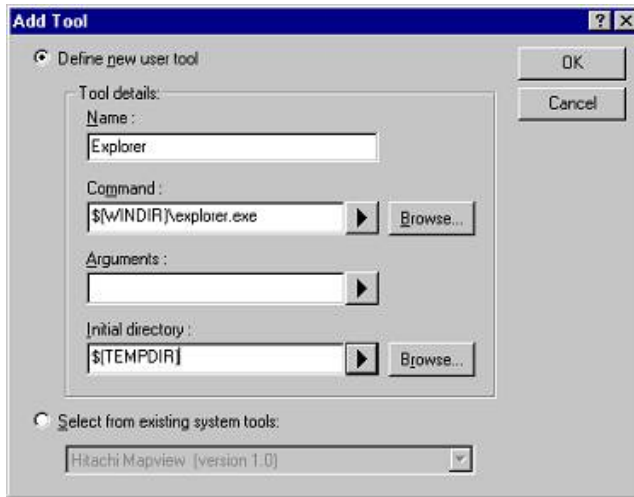 Add Tool
Define new user tool
OK
Tool details:
Cancel
Name :
Explorer
Command :
$(WINDIR)\explorer.exe
Browse...
Arguments :
Initial directory :
$(TEMPDIR)
Browse...
Select from existing system tools:
Hitachi Mapview (version 1.0)